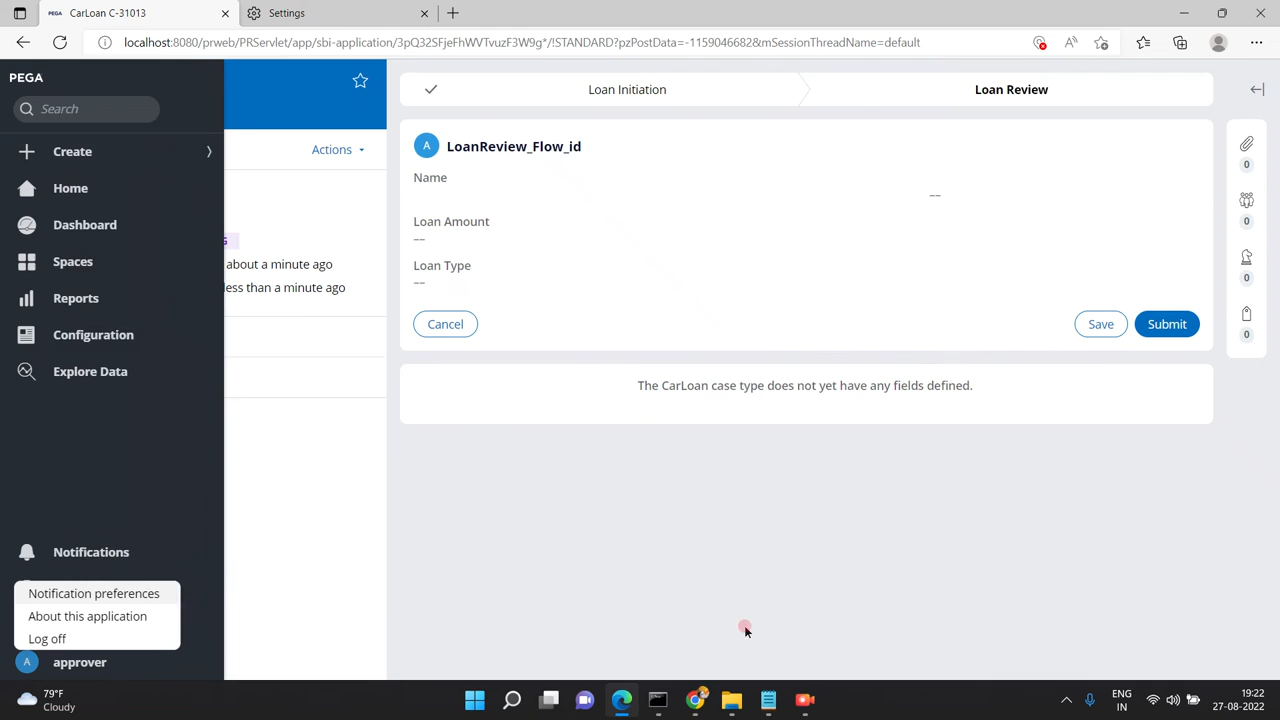 PEGA CarLoan C-31013
Settings
localhost:8080/prweb/PRServlet/app/sbi-application/3pQ32SFjeFhWVTvuzF3W9g*/!STANDARD?pzPostData=-1159046682&mSessionThreadName=default
PEGA
Search
Create
Home
Dashboard
Spaces
Reports
Configuration
Explore Data
Notifications
Notification preferences
About this application
Log off
A approver
Actions
G
about a minute ago
less than a minute ago
Loan Initiation
Loan Review
A LoanReview_Flow_id
Name
––
Loan Amount
––
Loan Type
––
Cancel
Save
Submit
The CarLoan case type does not yet have any fields defined.
0
0
0
0
79°F
Cloudy
ENG
IN
19:22
27-08-2022